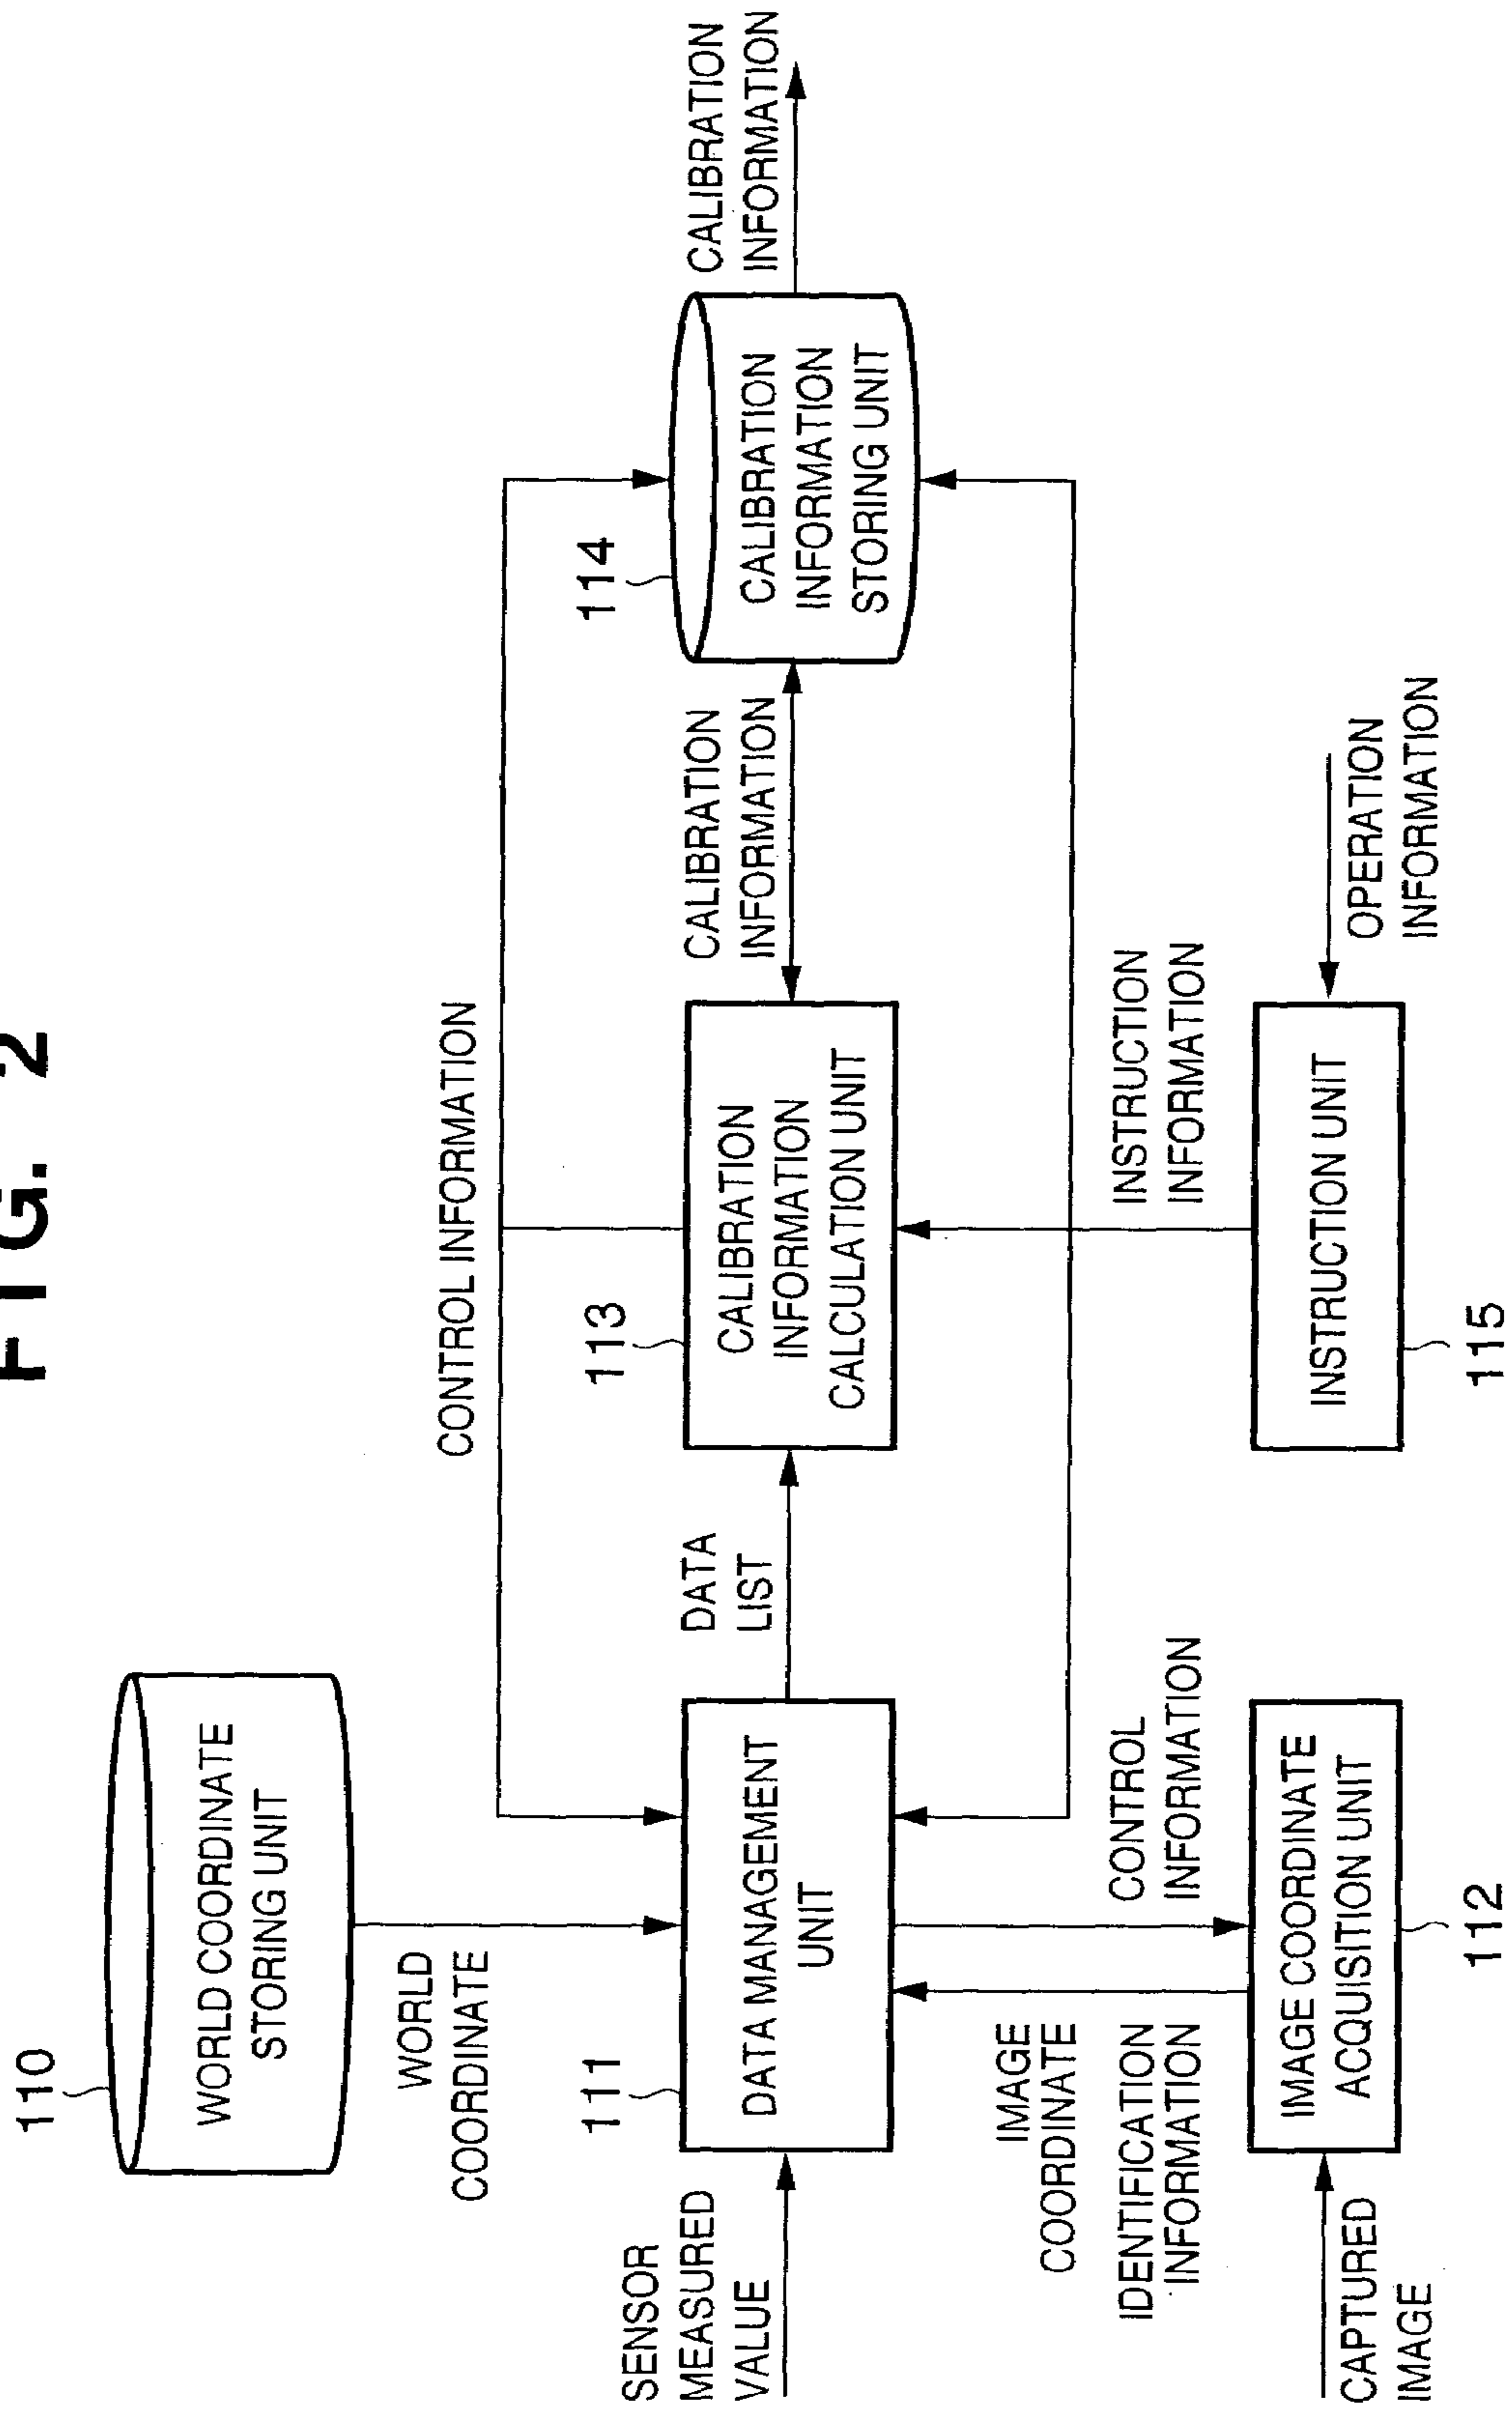 FIG. 2
110
WORLD COORDINATE
STORING UNIT
WORLD
COORDINATE
CONTROL INFORMATION
SENSOR
MEASURED
VALUE
111
DATA MANAGEMENT
UNIT
DATA
LIST
113
CALIBRATION
INFORMATION
CALCULATION UNIT
CALIBRATION
INFORMATION
114
CALIBRATION
INFORMATION
STORING UNIT
CALIBRATION
INFORMATION
IMAGE
COORDINATE
IDENTIFICATION
INFORMATION
CONTROL
INFORMATION
INSTRUCTION
INFORMATION
CAPTURED
IMAGE
IMAGE COORDINATE
ACQUISITION UNIT
112
INSTRUCTION UNIT
115
OPERATION
INFORMATION